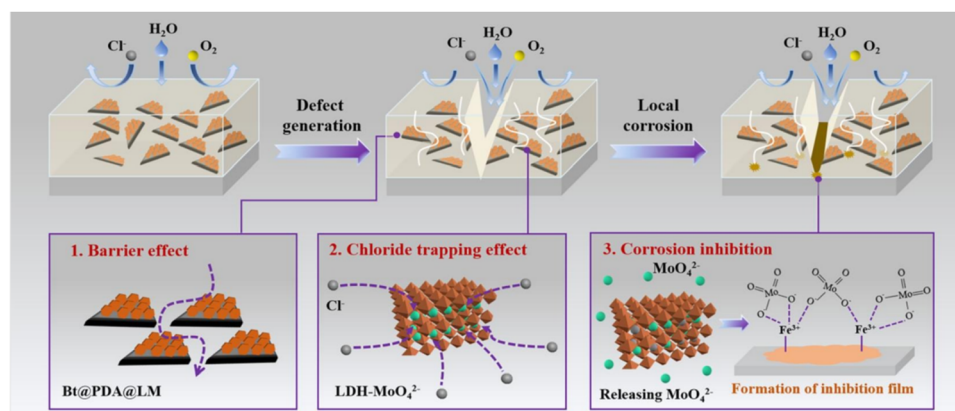 H₂O
Cl⁻
O₂
Defect
generation
H₂O
Cl⁻
O₂
Local
corrosion
H₂O
Cl⁻
O₂
1. Barrier effect
Bt@PDA@LM
2. Chloride trapping effect
Cl⁻
LDH-MoO₄²⁻
3. Corrosion inhibition
MoO₄²⁻
Releasing MoO₄²⁻
O O O O O
Mo Mo Mo
O O⁻ O⁻ O⁻ O⁻ O
O⁻ O⁻
Fe³⁺ Fe³⁺
Formation of inhibition film